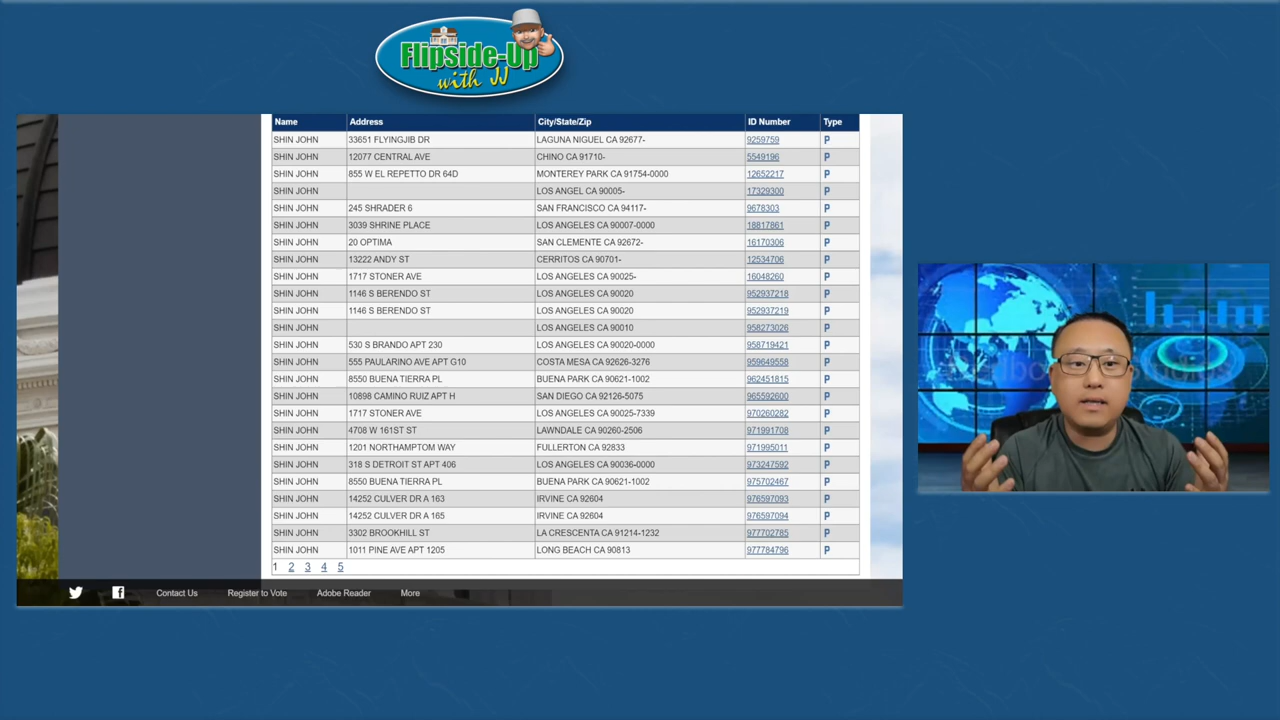 Flipside-Up
with JJ
Name Address City/State/Zip ID Number Type
SHIN JOHN 33651 FLYINGJIB DR LAGUNA NIGUEL CA 92677- 9259759 P
SHIN JOHN 12077 CENTRAL AVE CHINO CA 91710- 5549196 P
SHIN JOHN 855 W EL REPETTO DR 64D MONTEREY PARK CA 91754-0000 12652217 P
SHIN JOHN LOS ANGEL CA 90005- 17329300 P
SHIN JOHN 245 SHRADER 6 SAN FRANCISCO CA 94117- 9678303 P
SHIN JOHN 3039 SHRINE PLACE LOS ANGELES CA 90007-0000 18817861 P
SHIN JOHN 20 OPTIMA SAN CLEMENTE CA 92672- 16170306 P
SHIN JOHN 13222 ANDY ST CERRITOS CA 90701- 12534706 P
SHIN JOHN 1717 STONER AVE LOS ANGELES CA 90025- 16048260 P
SHIN JOHN 1146 S BERENDO ST LOS ANGELES CA 90020 952937218 P
SHIN JOHN 1146 S BERENDO ST LOS ANGELES CA 90020 952937219 P
SHIN JOHN LOS ANGELES CA 90010 958273026 P
SHIN JOHN 530 S BRANDO APT 230 LOS ANGELES CA 90020-0000 958719421 P
SHIN JOHN 555 PAULARINO AVE APT G10 COSTA MESA CA 92626-3276 959649558 P
SHIN JOHN 8550 BUENA TIERRA PL BUENA PARK CA 90621-1002 962451815 P
SHIN JOHN 10898 CAMINO RUIZ APT H SAN DIEGO CA 92126-5075 965592600 P
SHIN JOHN 1717 STONER AVE LOS ANGELES CA 90025-7339 970260282 P
SHIN JOHN 4708 W 161ST ST LAWNDALE CA 90260-2506 971991708 P
SHIN JOHN 1201 NORTHAMPTOM WAY FULLERTON CA 92833 971995011 P
SHIN JOHN 318 S DETROIT ST APT 406 LOS ANGELES CA 90036-0000 973247592 P
SHIN JOHN 8550 BUENA TIERRA PL BUENA PARK CA 90621-1002 975702467 P
SHIN JOHN 14252 CULVER DR A 163 IRVINE CA 92604 976597093 P
SHIN JOHN 14252 CULVER DR A 165 IRVINE CA 92604 976597094 P
SHIN JOHN 3302 BROOKHILL ST LA CRESCENTA CA 91214-1232 977702785 P
SHIN JOHN 1011 PINE AVE APT 1205 LONG BEACH CA 90813 977784796 P
1 2 3 4 5
Contact Us Register to Vote Adobe Reader More